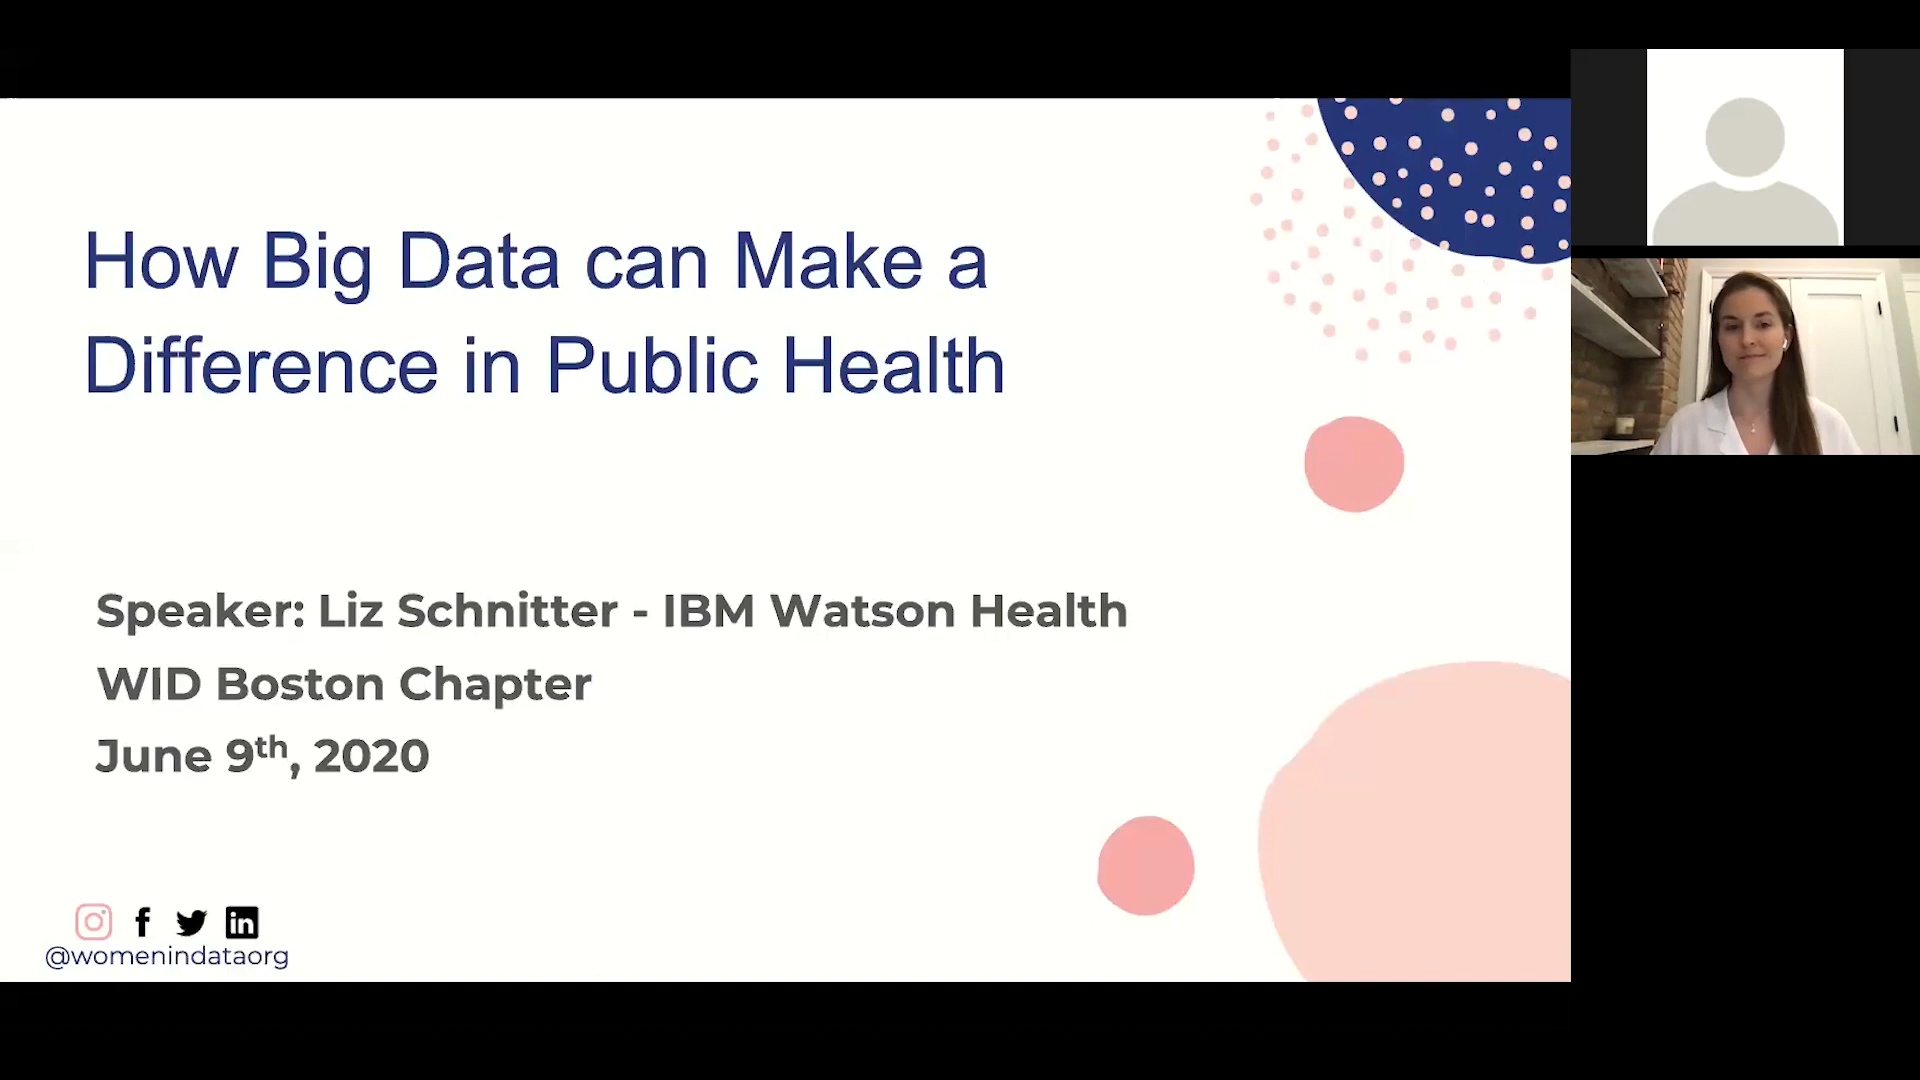 How Big Data can Make a
Difference in Public Health
Speaker: Liz Schnitter - IBM Watson Health
WID Boston Chapter
June 9th, 2020
@womenindataorg